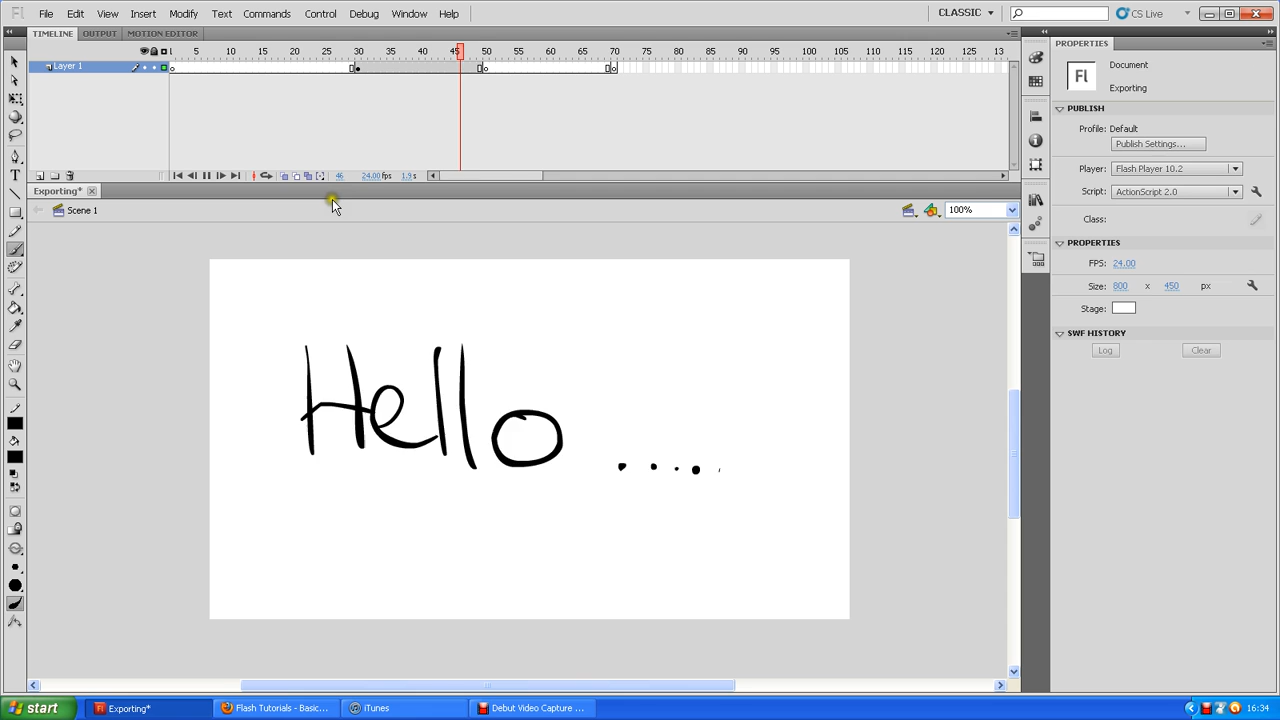 Fl File Edit View Insert Modify Text Commands Control Debug Window Help CLASSIC CS Live
TIMELINE OUTPUT MOTION EDITOR
5 10 15 20 25 30 35 40 45 50 55 60 65 70 75 80 85 90 95 100 105 110 115 120 125 13
Layer 1
46 24.00fps 1.9s
Exporting*
Scene 1 100%
Hello .....
PROPERTIES
Fl Document
Exporting
PUBLISH
Profile: Default
Publish Settings...
Player: Flash Player 10.2
Script: ActionScript 2.0
Class:
PROPERTIES
FPS: 24.00
Size: 800 x 450 px
Stage:
SWF HISTORY
Log Clear
start Exporting* Flash Tutorials - Basic... iTunes Debut Video Capture ... 16:34